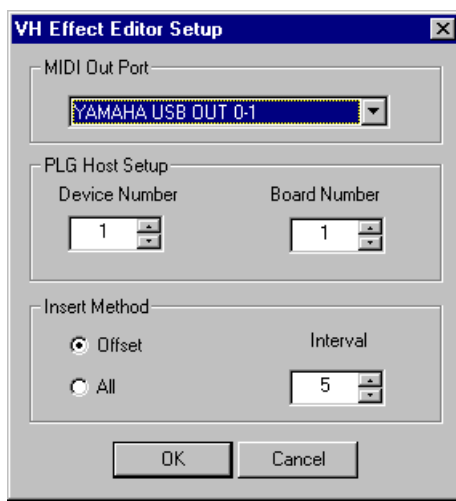 VH Effect Editor Setup
MIDI Out Port
YAMAHA USB OUT 0-1
PLG Host Setup
Device Number Board Number
1 1
Insert Method
Offset Interval
All 5
OK Cancel